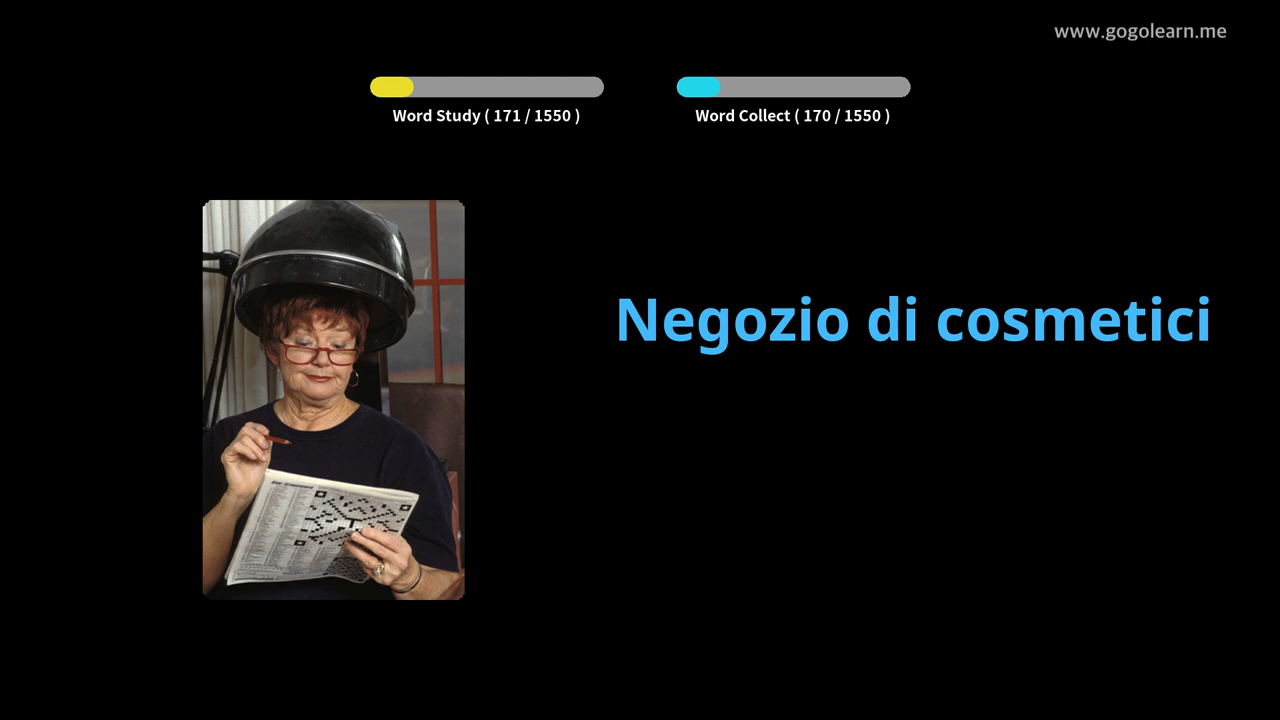 www.gogolearn.me
Word Study ( 171 / 1550 )
Word Collect ( 170 / 1550 )
Negozio di cosmetici